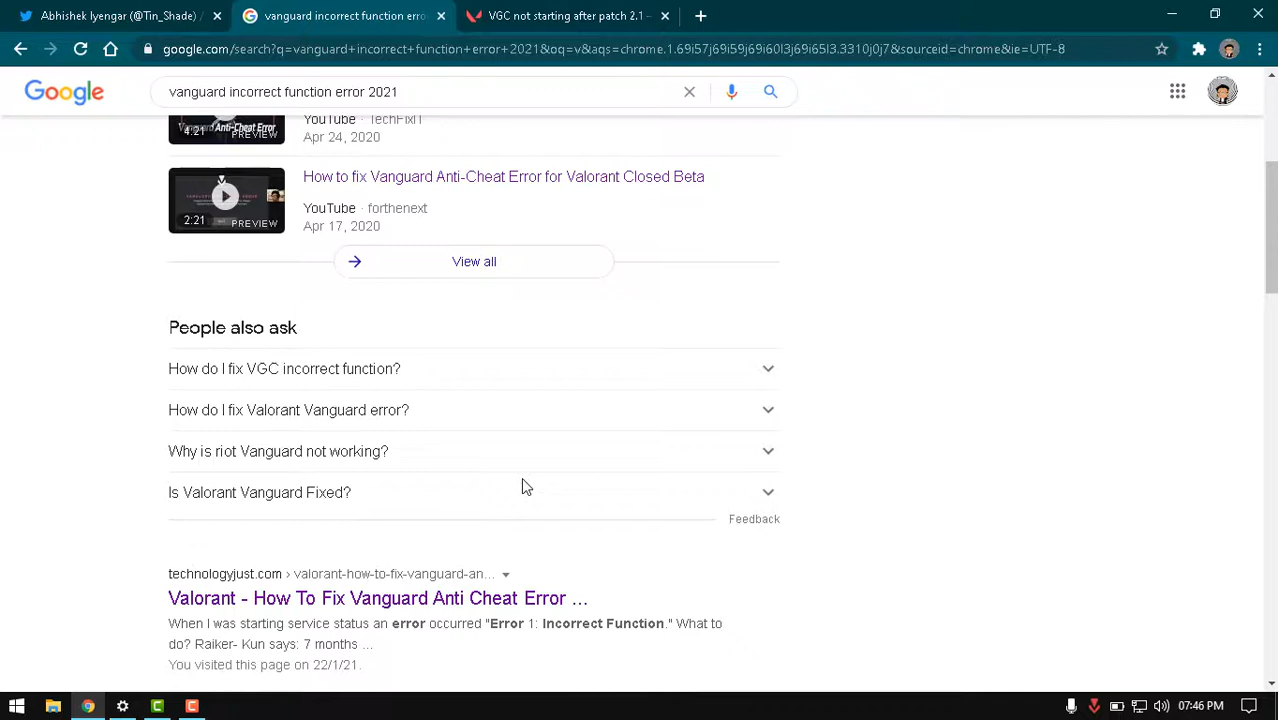 Abhishek Iyengar (@Tin_Shade) /
vanguard incorrect function erro
VGC not starting after patch 2.1 –
google.com/search?q=vanguard+incorrect+function+error+2021&oq=v&aqs=chrome.1.69i57j69i59j69i60l3j69i65l3.3310j0j7&sourceid=chrome&ie=UTF-8
Google
vanguard incorrect function error 2021
Vanguard Anti-Cheat Error
4:21 PREVIEW
YouTube · TechFixIT
Apr 24, 2020
How to fix Vanguard Anti-Cheat Error for Valorant Closed Beta
2:21 PREVIEW
YouTube · forthenext
Apr 17, 2020
View all
People also ask
How do I fix VGC incorrect function?
How do I fix Valorant Vanguard error?
Why is riot Vanguard not working?
Is Valorant Vanguard Fixed?
Feedback
technologyjust.com › valorant-how-to-fix-vanguard-an...
Valorant - How To Fix Vanguard Anti Cheat Error ...
When I was starting service status an error occurred "Error 1: Incorrect Function." What to
do? Raiker- Kun says: 7 months ...
You visited this page on 22/1/21.
07:46 PM